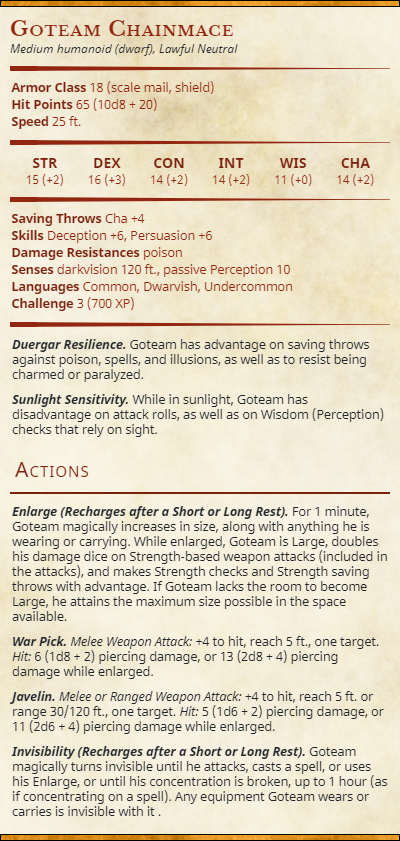 Goteam Chainmace
Medium humanoid (dwarf), Lawful Neutral
Armor Class 18 (scale mail, shield)
Hit Points 65 (10d8 + 20)
Speed 25 ft.
STR DEX CON INT WIS CHA
15 (+2) 16 (+3) 14 (+2) 14 (+2) 11 (+0) 14 (+2)
Saving Throws Cha +4
Skills Deception +6, Persuasion +6
Damage Resistances poison
Senses darkvision 120 ft., passive Perception 10
Languages Common, Dwarvish, Undercommon
Challenge 3 (700 XP)
Duergar Resilience. Goteam has advantage on saving throws
against poison, spells, and illusions, as well as to resist being
charmed or paralyzed.
Sunlight Sensitivity. While in sunlight, Goteam has
disadvantage on attack rolls, as well as on Wisdom (Perception)
checks that rely on sight.
Actions
Enlarge (Recharges after a Short or Long Rest). For 1 minute,
Goteam magically increases in size, along with anything he is
wearing or carrying. While enlarged, Goteam is Large, doubles
his damage dice on Strength-based weapon attacks (included in
the attacks), and makes Strength checks and Strength saving
throws with advantage. If Goteam lacks the room to become
Large, he attains the maximum size possible in the space
available.
War Pick. Melee Weapon Attack: +4 to hit, reach 5 ft., one target.
Hit: 6 (1d8 + 2) piercing damage, or 13 (2d8 + 4) piercing
damage while enlarged.
Javelin. Melee or Ranged Weapon Attack: +4 to hit, reach 5 ft. or
range 30/120 ft., one target. Hit: 5 (1d6 + 2) piercing damage, or
11 (2d6 + 4) piercing damage while enlarged.
Invisibility (Recharges after a Short or Long Rest). Goteam
magically turns invisible until he attacks, casts a spell, or uses
his Enlarge, or until his concentration is broken, up to 1 hour (as
if concentrating on a spell). Any equipment Goteam wears or
carries is invisible with it .